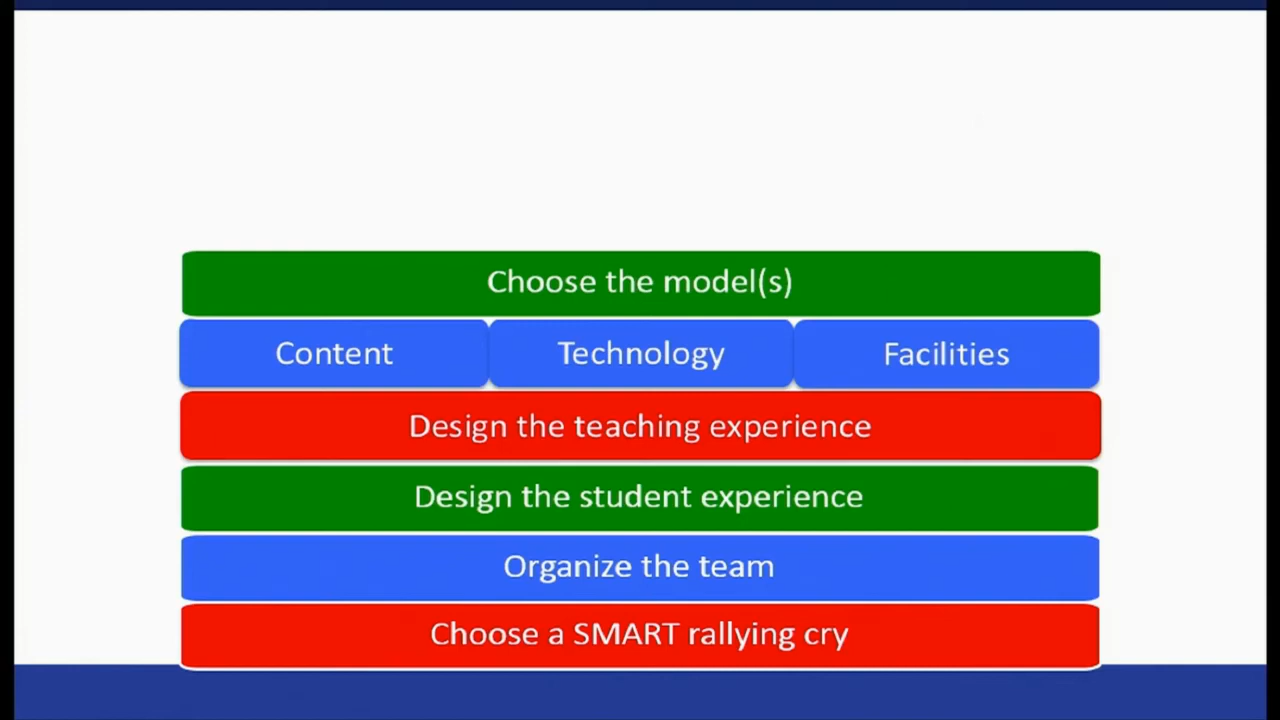 Choose the model(s)
Content Technology Facilities
Design the teaching experience
Design the student experience
Organize the team
Choose a SMART rallying cry